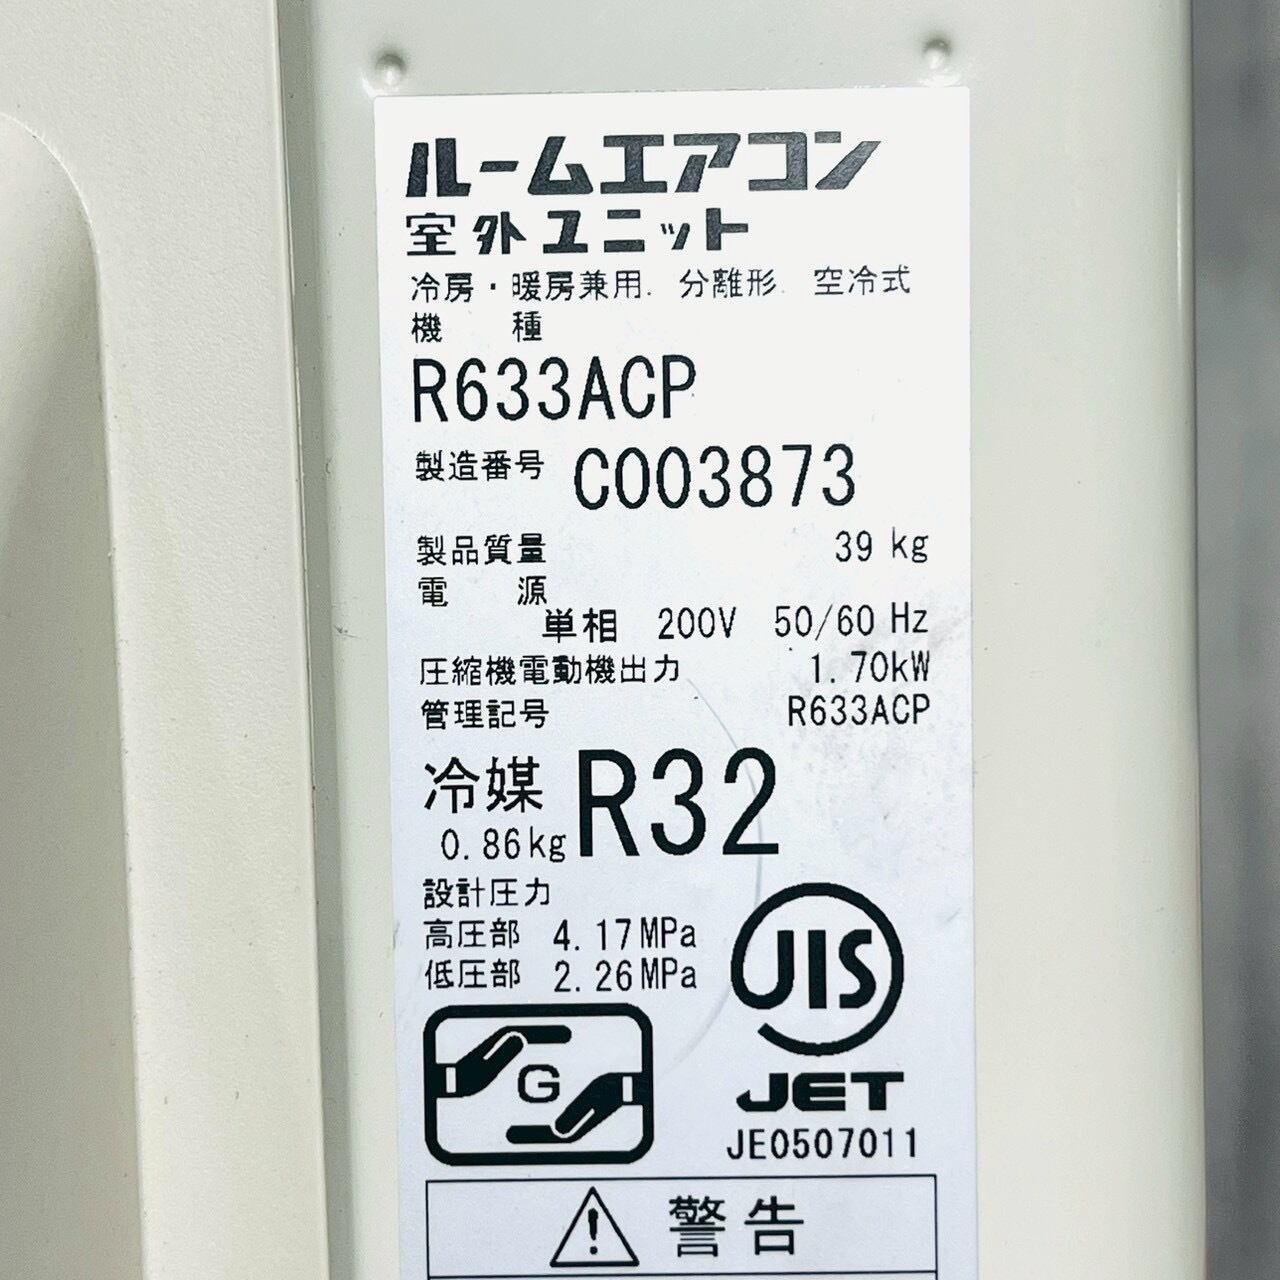 ルームエアコン
室外ユニット
冷房・暖房兼用. 分離形. 空冷式
機 種
R633ACP
製造番号 C003873
製品質量 39 kg
電 源
単相 200V 50/60 Hz
圧縮機電動機出力 1.70kW
管理記号 R633ACP
冷媒 R32
0.86kg
設計圧力
高圧部 4.17MPa
低圧部 2.26MPa
JIS
G
JET
JE0507011
警告